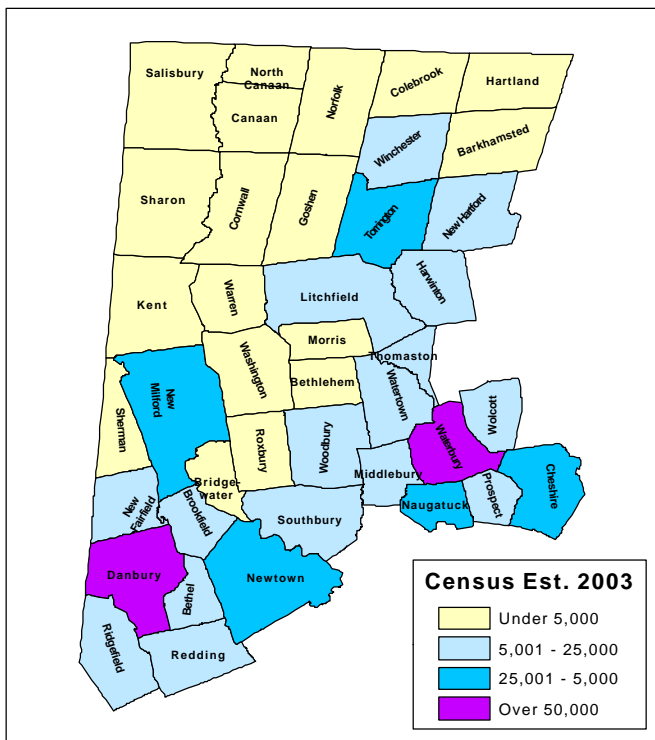 Salisbury
North
Canaan
Canaan
Norfolk
Colebrook
Hartland
Winchester
Barkhamsted
Sharon
Cornwall
Goshen
Torrington
New Hartford
Kent
Warren
Litchfield
Harwinton
Morris
Washington
Thomaston
Bethlehem
New
Milford
Sherman
Watertown
Wolcott
Roxbury
Woodbury
Waterbury
Bridge-
water
Middlebury
Cheshire
New
Fairfield
Brookfield
Naugatuck
Prospect
Southbury
Danbury
Bethel
Newtown
Ridgefield
Redding
Census Est. 2003
Under 5,000
5,001 - 25,000
25,001 - 5,000
Over 50,000